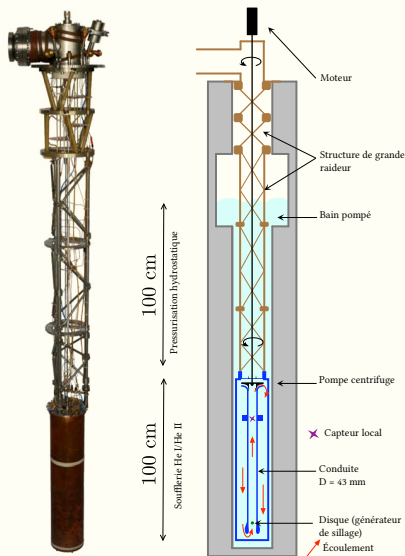 Moteur
Structure de grande
raideur
Bain pompé
100 cm
Pressurisation hydrostatique
Pompe centrifuge
100 cm
Soufflerie He I/He II
Capteur local
Conduite
D = 43 mm
Disque (générateur
de sillage)
Écoulement